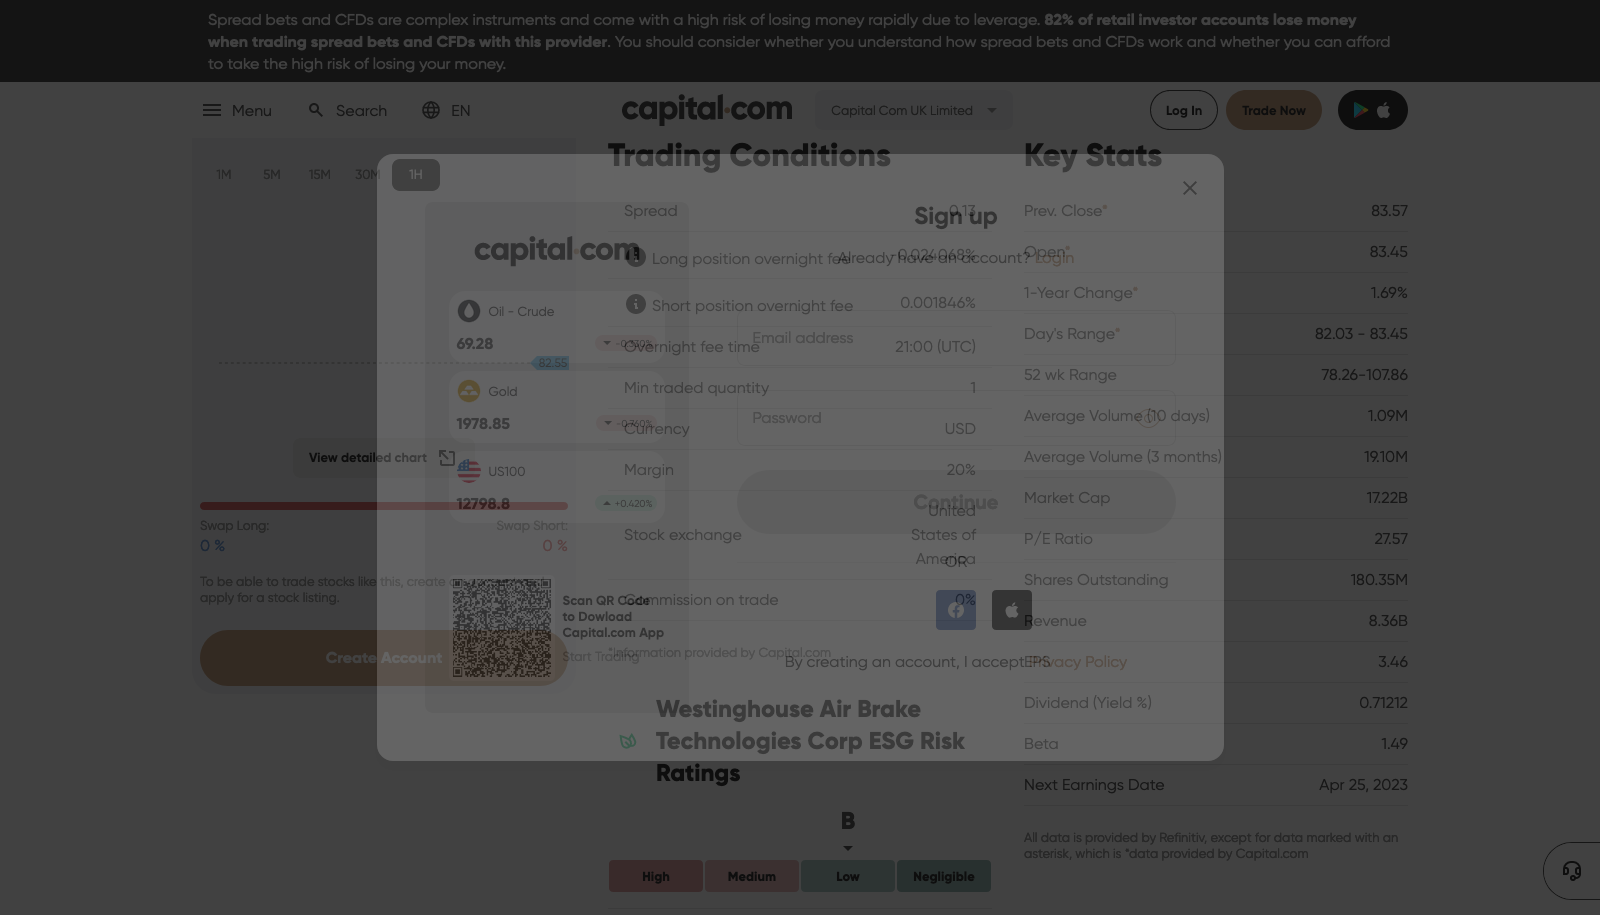 Spread bets and CFDs are complex instruments and come with a high risk of losing money rapidly due to leverage. 82% of retail investor accounts lose money
when trading spread bets and CFDs with this provider. You should consider whether you understand how spread bets and CFDs work and whether you can afford
to take the high risk of losing your money.
Menu
Search
EN
capital.com
Capital Com UK Limited
Log In
Trade Now
1M
5M
15M
30M
1H
82.55
View detailed chart
Swap Long:
Swap Short:
0 %
0 %
To be able to trade stocks like this, create
apply for a stock listing.
Create Account
capital.com
Oil - Crude
69.28
Gold
1978.85
-0.760%
US100
12798.8
+0.420%
Scan QR Code
to Dowload
Capital.com App
Start Trading
Sign up
Already have an account? Login
Email address
Password
Continue
OR
By creating an account, I accept Privacy Policy
Trading Conditions
Spread
0.13
Long position overnight fee
-0.024068%
Short position overnight fee
0.001846%
Overnight fee time
21:00 (UTC)
Min traded quantity
1
Currency
USD
Margin
20%
Stock exchange
United
States of
America
Commission on trade
0%
*Information provided by Capital.com
Westinghouse Air Brake
Technologies Corp ESG Risk
Ratings
B
High
Medium
Low
Negligible
Key Stats
Prev. Close*
83.57
Open*
83.45
1-Year Change*
1.69%
Day's Range*
82.03 - 83.45
52 wk Range
78.26-107.86
Average Volume (10 days)
1.09M
Average Volume (3 months)
19.10M
Market Cap
17.22B
P/E Ratio
27.57
Shares Outstanding
180.35M
Revenue
8.36B
EPS
3.46
Dividend (Yield %)
0.71212
Beta
1.49
Next Earnings Date
Apr 25, 2023
All data is provided by Refinitiv, except for data marked with an
asterisk, which is *data provided by Capital.com